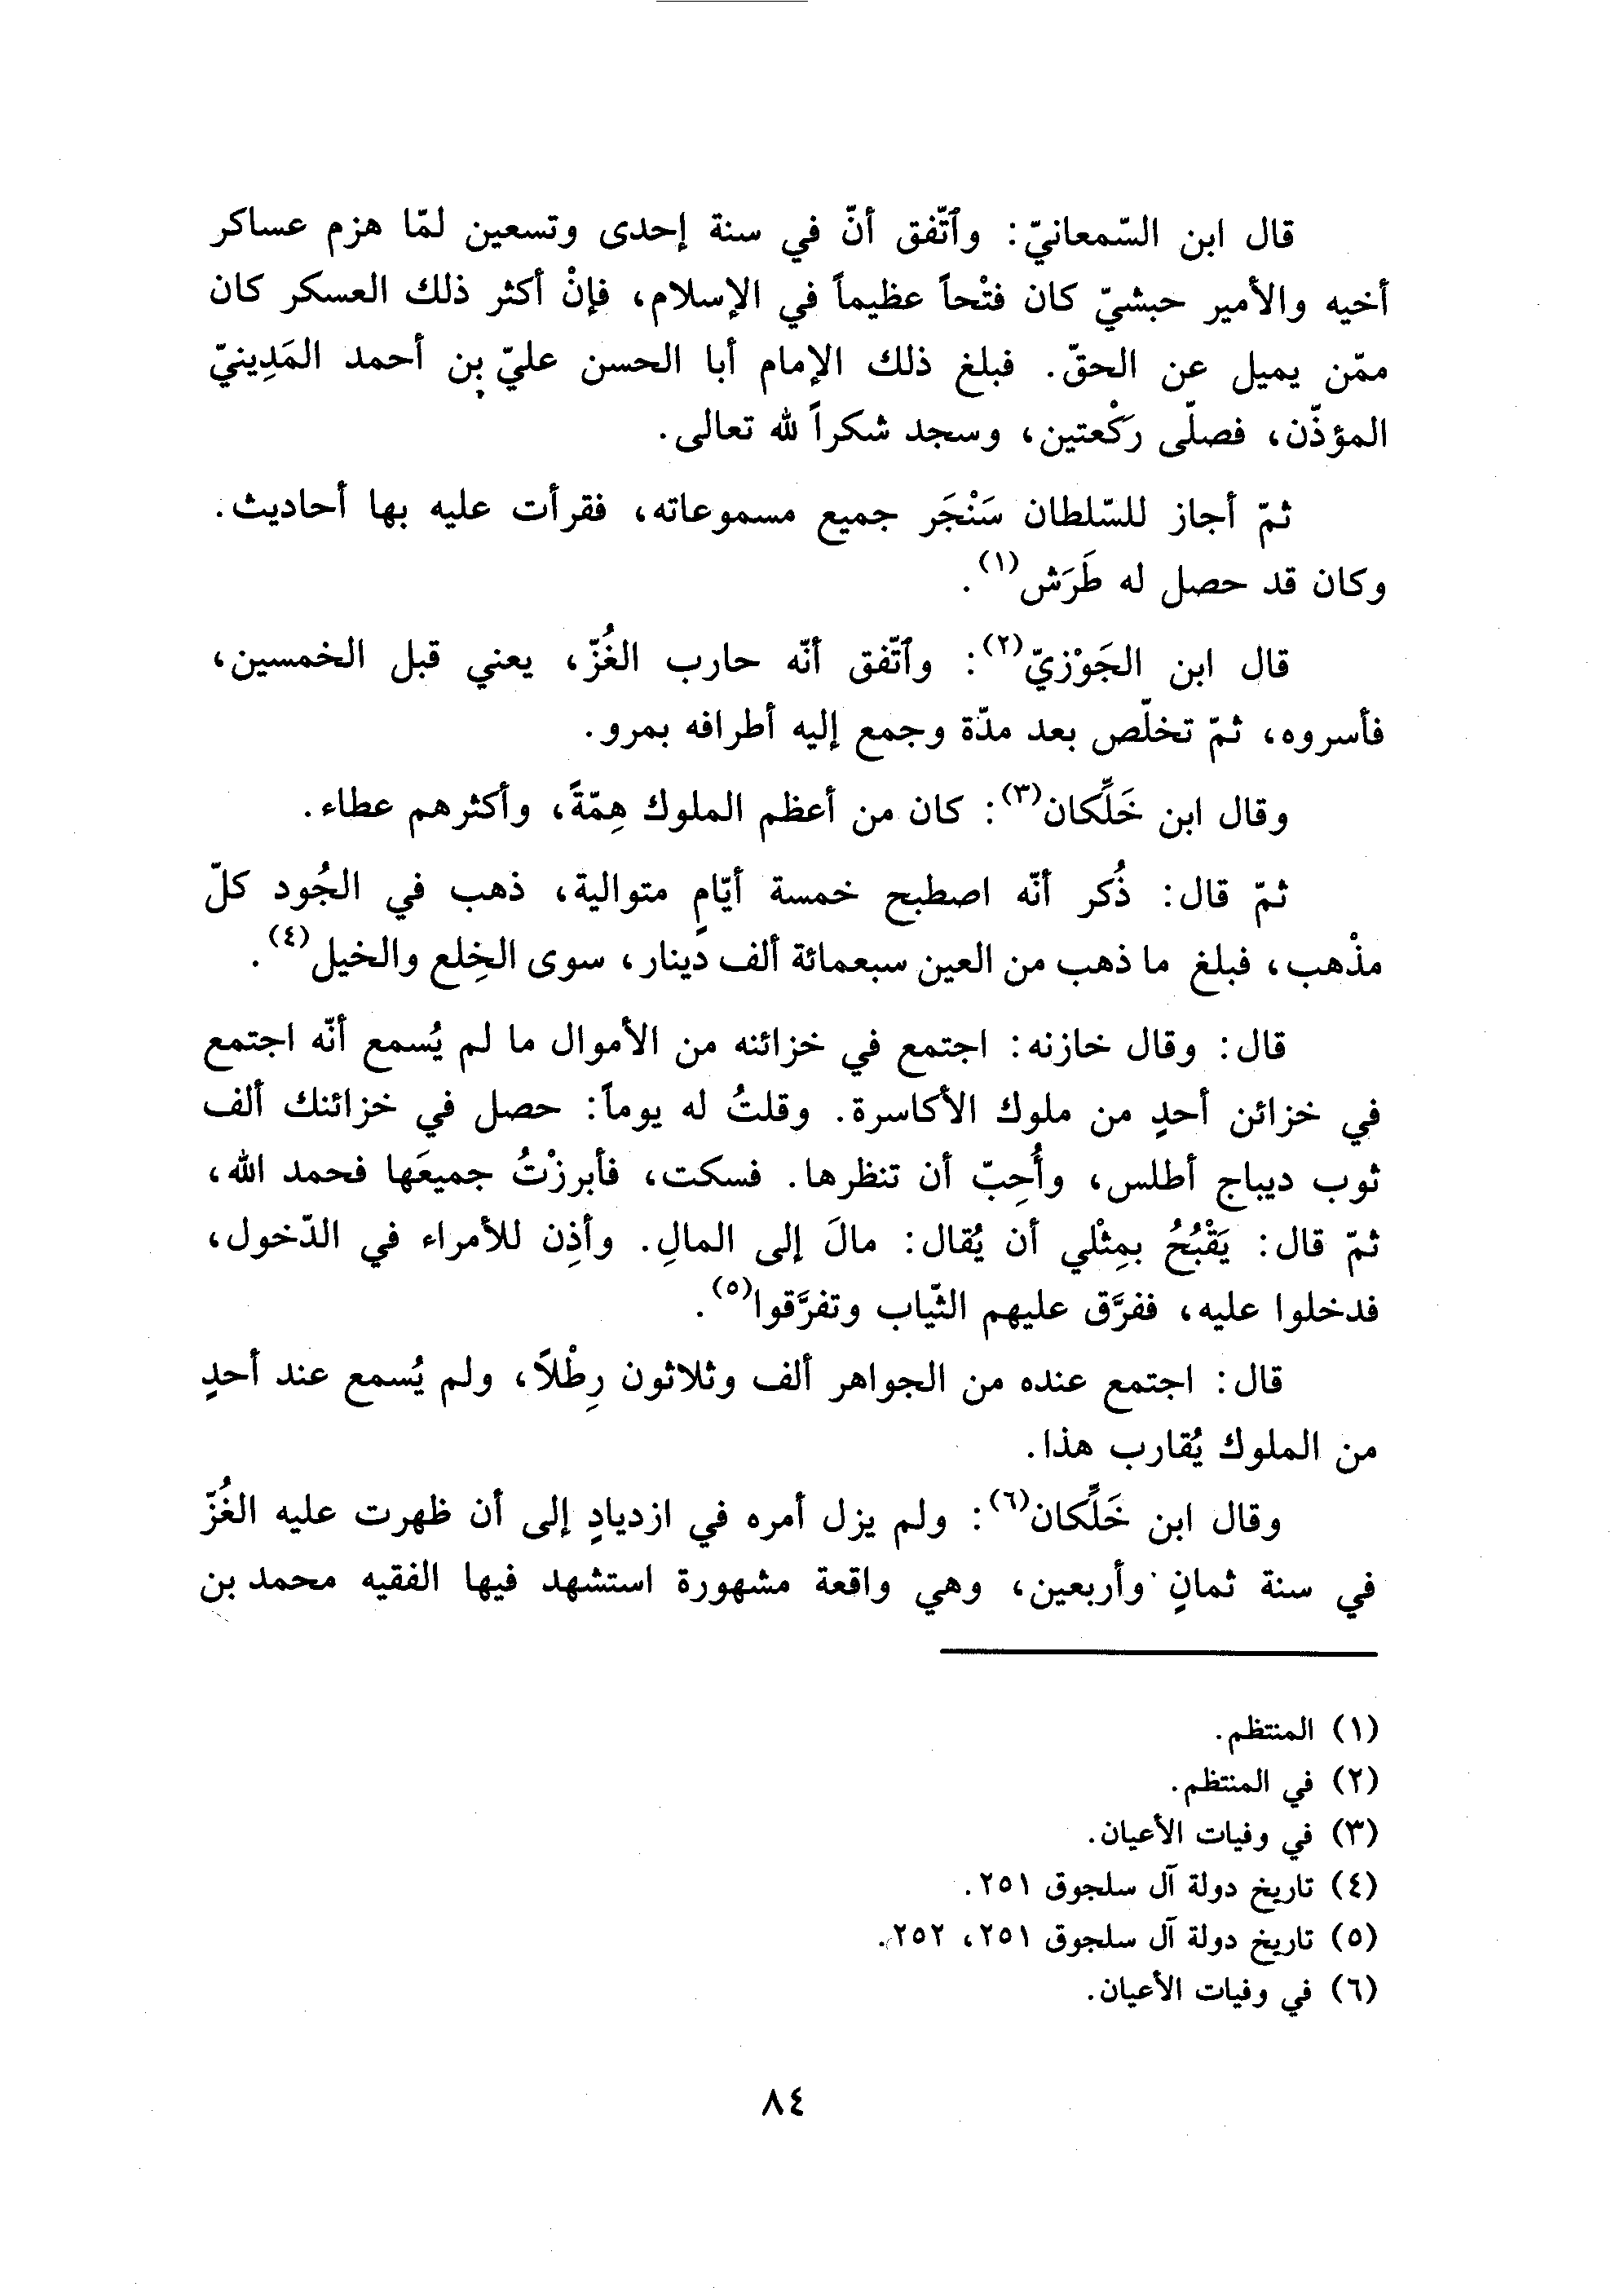 قال ابن السّمعانيّ: وٱتّفق أنّ في سنة إحدى وتسعين لمّا هزم عساكر
أخيه والأمير حبشيّ كان فتْحاً عظيماً في الإسلام، فإنْ أكثر ذلك العسكر كان
ممّن يميل عن الحقّ. فبلغ ذلك الإمام أبا الحسن عليّ بن أحمد المَدِينيّ
المؤذّن، فصلّى ركْعتين، وسجد شكراً لله تعالى.
ثمّ أجاز للسّلطان سَنْجَر جميع مسموعاته، فقرأت عليه بها أحاديث.
وكان قد حصل له طَرَش(١).
قال ابن الجَوْزيّ(٢): وٱتّفق أنّه حارب الغُزّ، يعني قبل الخمسين،
فأسروه، ثمّ تخلّص بعد مدّة وجمع إليه أطرافه بمرو.
وقال ابن خَلِّكان(٣): كان من أعظم الملوك هِمّةً، وأكثرهم عطاء.
ثمّ قال: ذُكر أنّه اصطبح خمسة أيّامٍ متوالية، ذهب في الجُود كلّ
مذْهب، فبلغ ما ذهب من العين سبعمائة ألف دينار، سوى الخِلع والخيل(٤).
قال: وقال خازنه: اجتمع في خزائنه من الأموال ما لم يُسمع أنّه اجتمع
في خزائن أحدٍ من ملوك الأكاسرة. وقلتُ له يوماً: حصل في خزائنك ألف
ثوب ديباج أطلس، وأُحِبّ أن تنظرها. فسكت، فأبرزْتُ جميعَها فحمد الله،
ثمّ قال: يَقْبُحُ بمِثْلي أن يُقال: مالَ إلى المالِ. وأذِن للأمراء في الدّخول،
فدخلوا عليه، ففرَّق عليهم الثّياب وتفرَّقوا(٥).
قال: اجتمع عنده من الجواهر ألف وثلاثون رِطْلاً، ولم يُسمع عند أحدٍ
من الملوك يُقارب هذا.
وقال ابن خَلِّكان(٦): ولم يزل أمره في ازديادٍ إلى أن ظهرت عليه الغُزّ
في سنة ثمانٍ وأربعين، وهي واقعة مشهورة استشهد فيها الفقيه محمد بن
(١) المنتظم.
(٢) في المنتظم.
(٣) في وفيات الأعيان.
(٤) تاريخ دولة آل سلجوق ٢٥١.
(٥) تاريخ دولة آل سلجوق ٢٥١، ٢٥٢.
(٦) في وفيات الأعيان.
٨٤